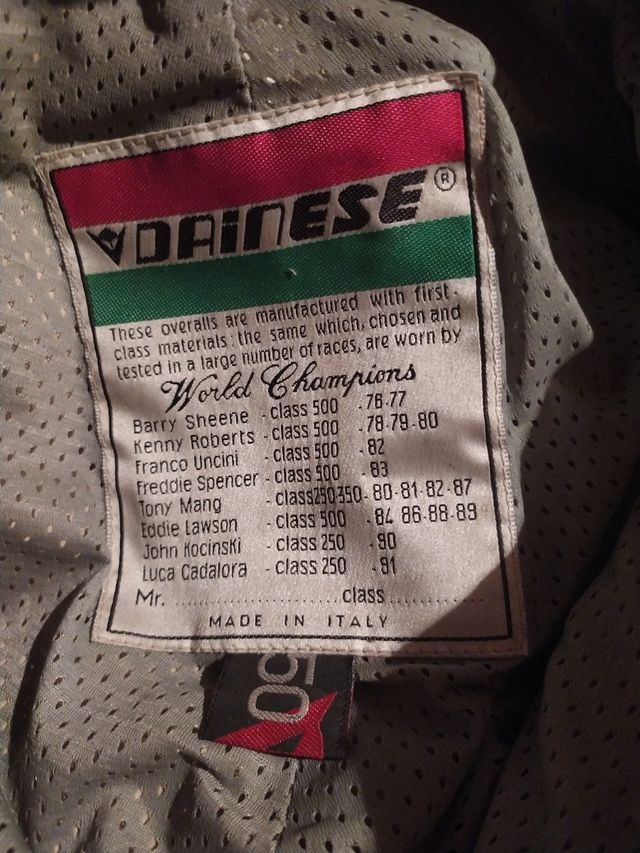 DAINESE®
These overalls are manufactured with first-
class materials: the same which, chosen and
tested in a large number of races, are worn by
World Champions
Barry Sheene - class 500 - 76-77
Kenny Roberts - class 500 - 78-79-80
Franco Uncini - class 500 - 82
Freddie Spencer - class 500 - 83
Tony Mang - class250350- 80-81-82-87
Eddie Lawson - class 500 - 84 86-88-89
John Kocinski - class 250 - 90
Luca Cadalora - class 250 - 91
Mr. .............................. class ...............
MADE IN ITALY
50